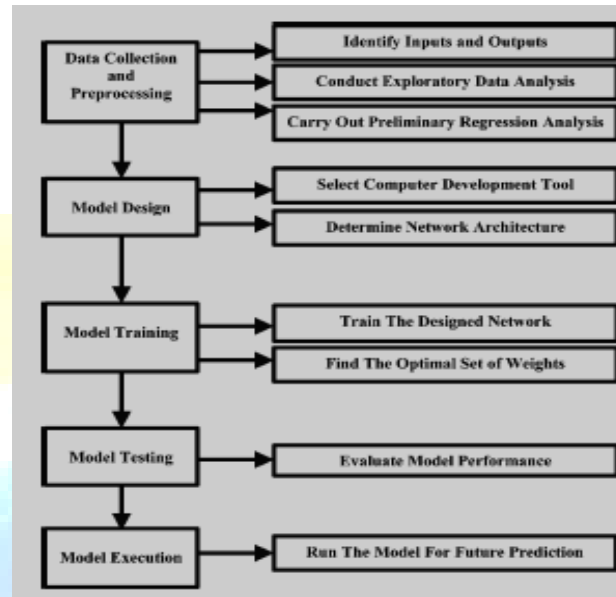 Data Collection
and
Preprocessing
Identify Inputs and Outputs
Conduct Exploratory Data Analysis
Carry Out Preliminary Regression Analysis
Model Design
Select Computer Development Tool
Determine Network Architecture
Model Training
Train The Designed Network
Find The Optimal Set of Weights
Model Testing
Evaluate Model Performance
Model Execution
Run The Model For Future Prediction